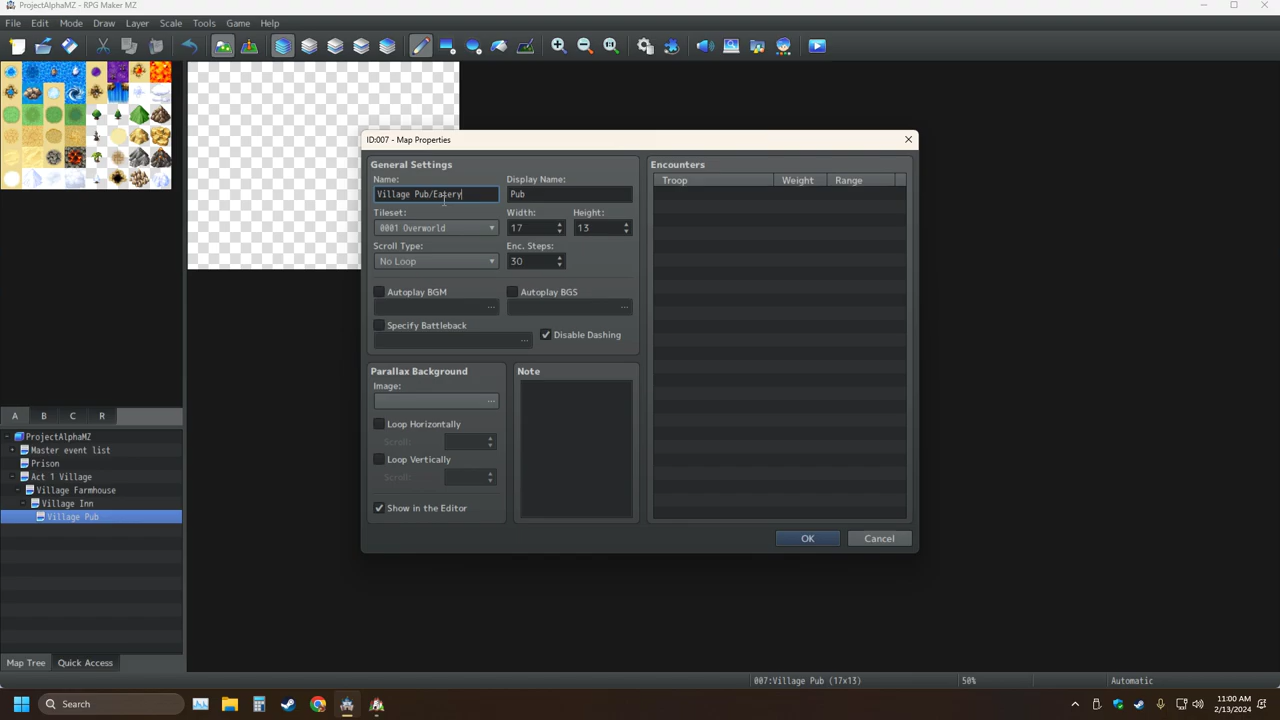 ProjectAlphaMZ - RPG Maker MZ
File Edit Mode Draw Layer Scale Tools Game Help
ID:007 - Map Properties
General Settings
Encounters
Name:
Display Name:
Troop Weight Range
Village Pub/Eatery
Pub
Tileset:
Width:
Height:
0001 Overworld
17
13
Scroll Type:
Enc. Steps:
No Loop
30
Autoplay BGM
Autoplay BGS
...
...
Specify Battleback
Disable Dashing
...
Parallax Background
Note
Image:
...
Loop Horizontally
Scroll:
Loop Vertically
Scroll:
Show in the Editor
OK
Cancel
A B C R
ProjectAlphaMZ
Master event list
Prison
Act 1 Village
Village Farmhouse
Village Inn
Village Pub
Map Tree Quick Access
007:Village Pub (17x13)
50%
Automatic
Search
11:00 AM
2/13/2024